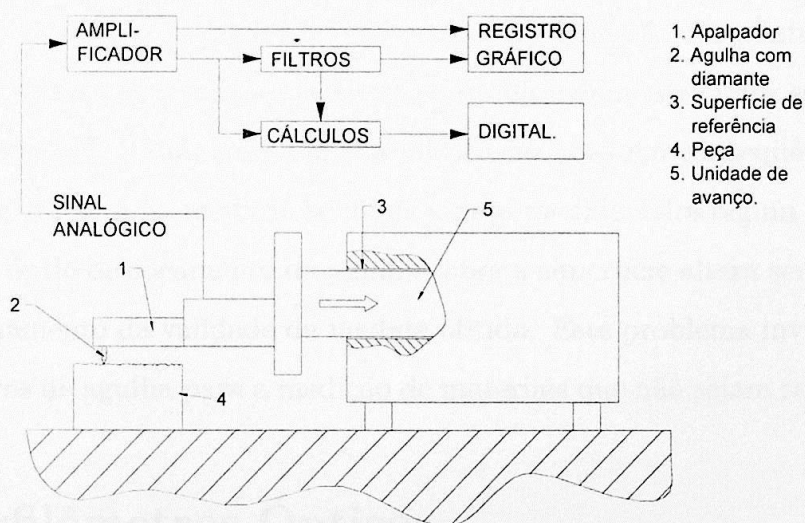 AMPLI-
FICADOR
REGISTRO
GRÁFICO
FILTROS
CÁLCULOS
DIGITAL.
1. Apalpador
2. Agulha com
diamante
3. Superfície de
referência
4. Peça
5. Unidade de
avanço.
SINAL
ANALÓGICO
1
2
3
5
4